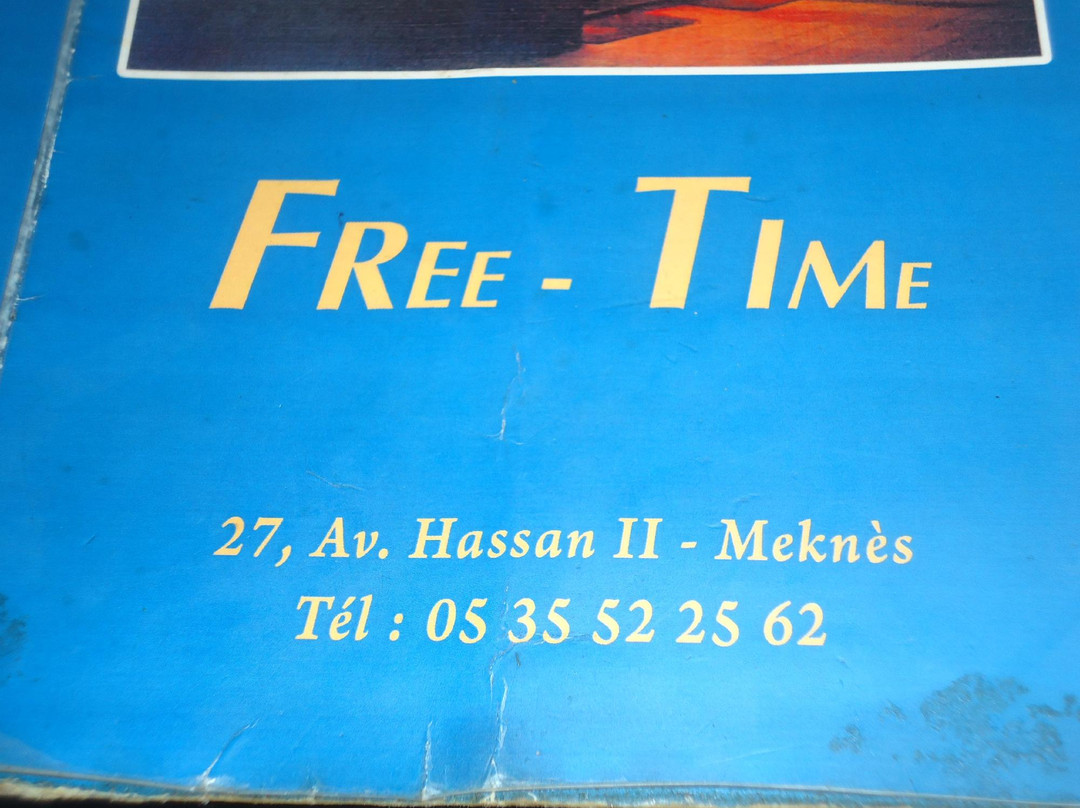 FREE - TIME
27, Av. Hassan II - Meknès
Tél : 05 35 52 25 62